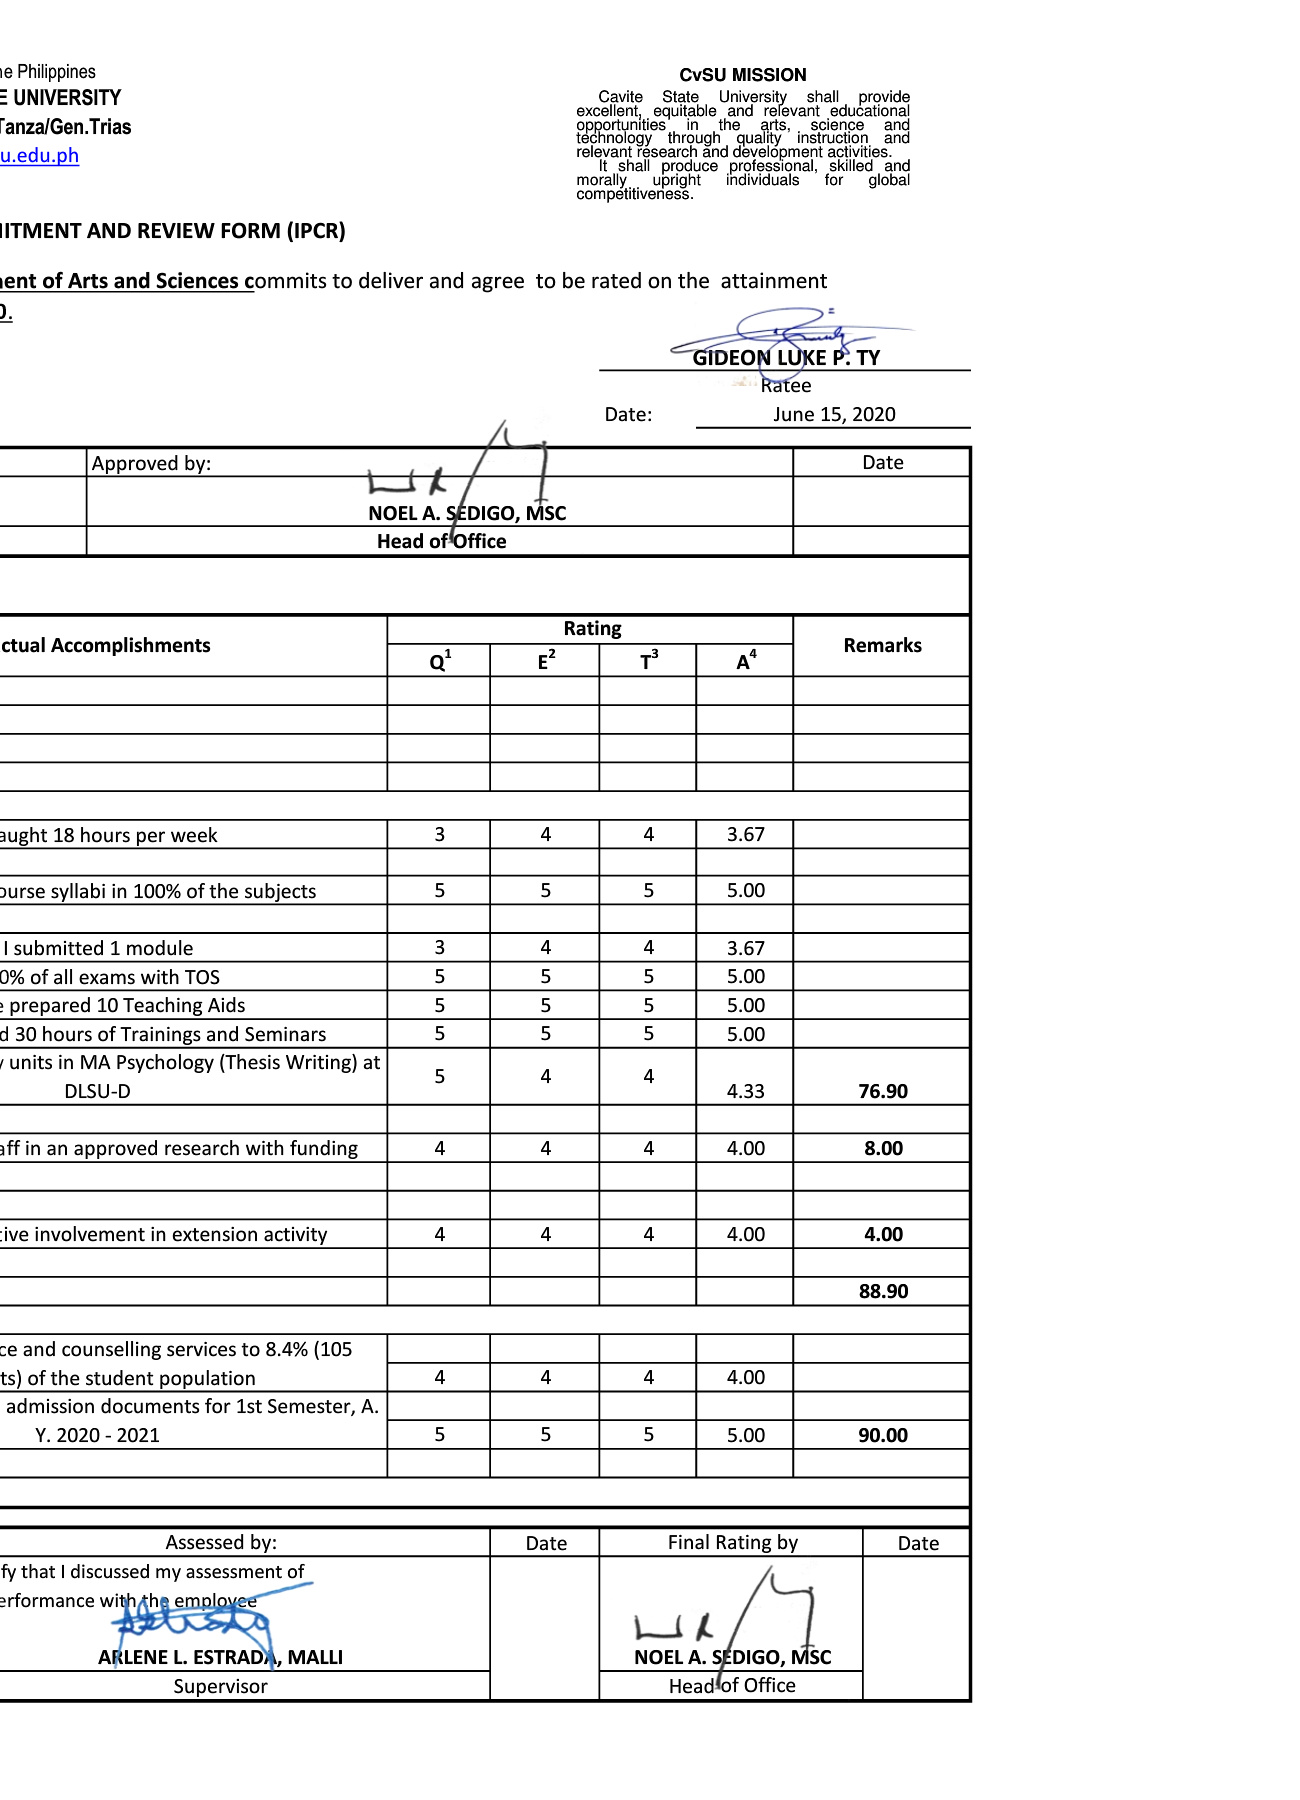 ne Philippines
E UNIVERSITY
Tanza/Gen.Trias
u.edu.ph
CvSU MISSION
Cavite State University shall provide
excellent, equitable and relevant educational
opportunities in the arts, science and
technology through quality instruction and
relevant research and development activities.
It shall produce professional, skilled and
morally upright individuals for global
competitiveness.
MITMENT AND REVIEW FORM (IPCR)
ent of Arts and Sciences commits to deliver and agree to be rated on the attainment
0.
GIDEON LUKE P. TY
Ratee
Date: June 15, 2020
Approved by: Date
NOEL A. SEDIGO, MSC
Head of Office
ctual Accomplishments Rating Remarks
Q1 E2 T3 A4
aught 18 hours per week 3 4 4 3.67
ourse syllabi in 100% of the subjects 5 5 5 5.00
I submitted 1 module 3 4 4 3.67
0% of all exams with TOS 5 5 5 5.00
e prepared 10 Teaching Aids 5 5 5 5.00
d 30 hours of Trainings and Seminars 5 5 5 5.00
y units in MA Psychology (Thesis Writing) at
DLSU-D 5 4 4 4.33 76.90
aff in an approved research with funding 4 4 4 4.00 8.00
tive involvement in extension activity 4 4 4 4.00 4.00
88.90
ce and counselling services to 8.4% (105
ts) of the student population 4 4 4 4.00
admission documents for 1st Semester, A.
Y. 2020 - 2021 5 5 5 5.00 90.00
Assessed by: Date Final Rating by Date
fy that I discussed my assessment of
erformance with the employee
ARLENE L. ESTRADA, MALLI NOEL A. SEDIGO, MSC
Supervisor Head of Office